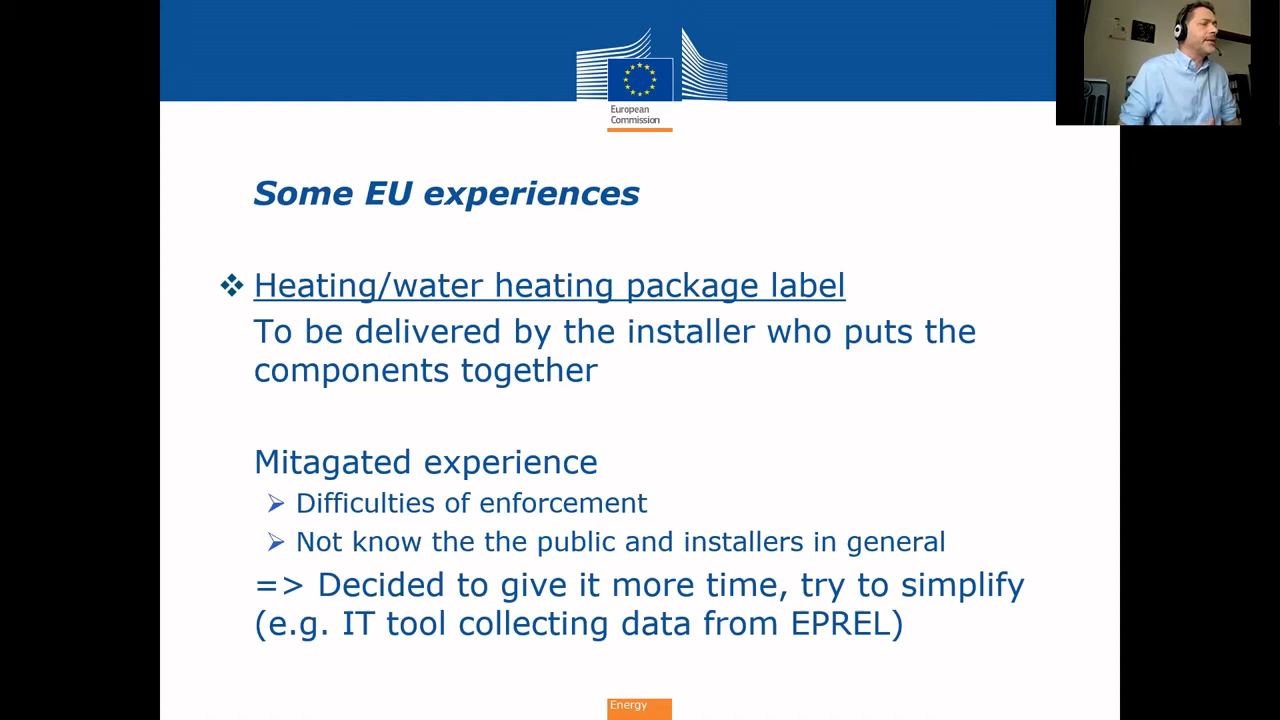 European
Commission
Some EU experiences
Heating/water heating package label
To be delivered by the installer who puts the
components together
Mitagated experience
Difficulties of enforcement
Not know the the public and installers in general
=> Decided to give it more time, try to simplify
(e.g. IT tool collecting data from EPREL)
Energy